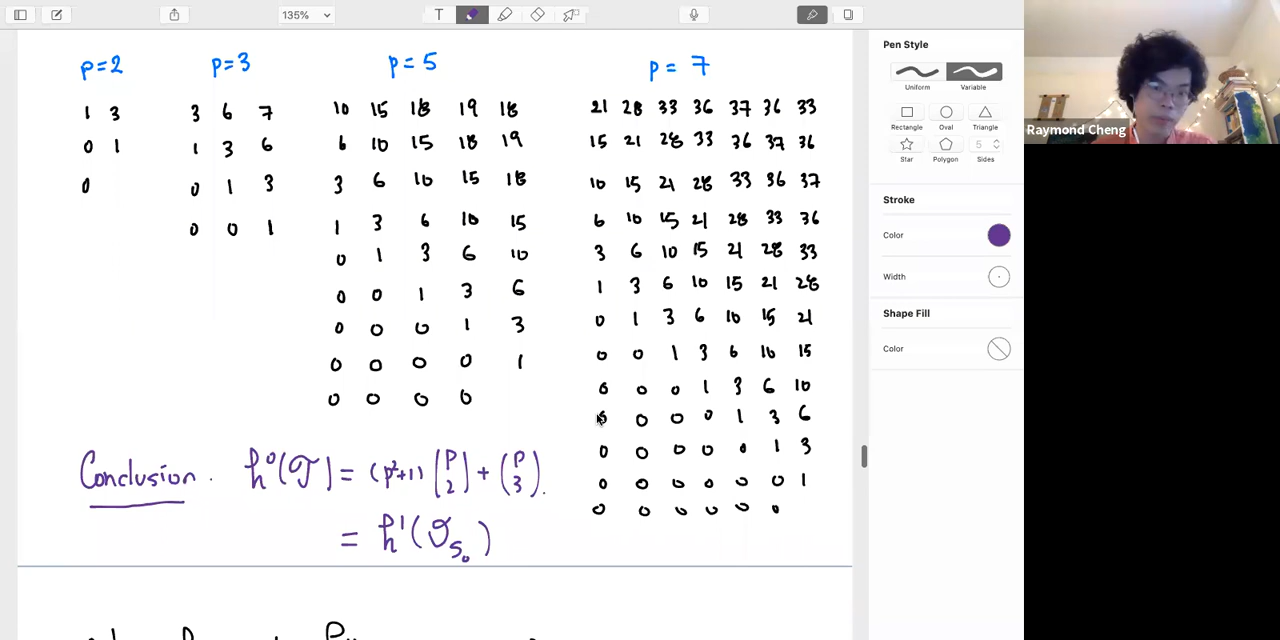 135%
T
Pen Style
Uniform Variable
Rectangle Oval Triangle
5
Star Polygon Sides
Stroke
Color
Width
Shape Fill
Color
Raymond Cheng
p=2
1 3
0 1
0
p=3
3 6 7
1 3 6
0 1 3
0 0 1
p=5
10 15 18 19 18
6 10 15 18 19
3 6 10 15 18
1 3 6 10 15
0 1 3 6 10
0 0 1 3 6
0 0 0 1 3
0 0 0 0 1
0 0 0 0
p=7
21 28 33 36 37 36 33
15 21 28 33 36 37 36
10 15 21 28 33 36 37
6 10 15 21 28 33 36
3 6 10 15 21 28 33
1 3 6 10 15 21 28
0 1 3 6 10 15 21
0 0 1 3 6 10 15
0 0 0 1 3 6 10
0 0 0 0 1 3 6
0 0 0 0 0 1 3
0 0 0 0 0 0 1
0 0 0 0 0 0
Conclusion. h⁰(𝒯) = (p²+1) (p 2) + (p 3).
= h¹(𝒪_{S₀})